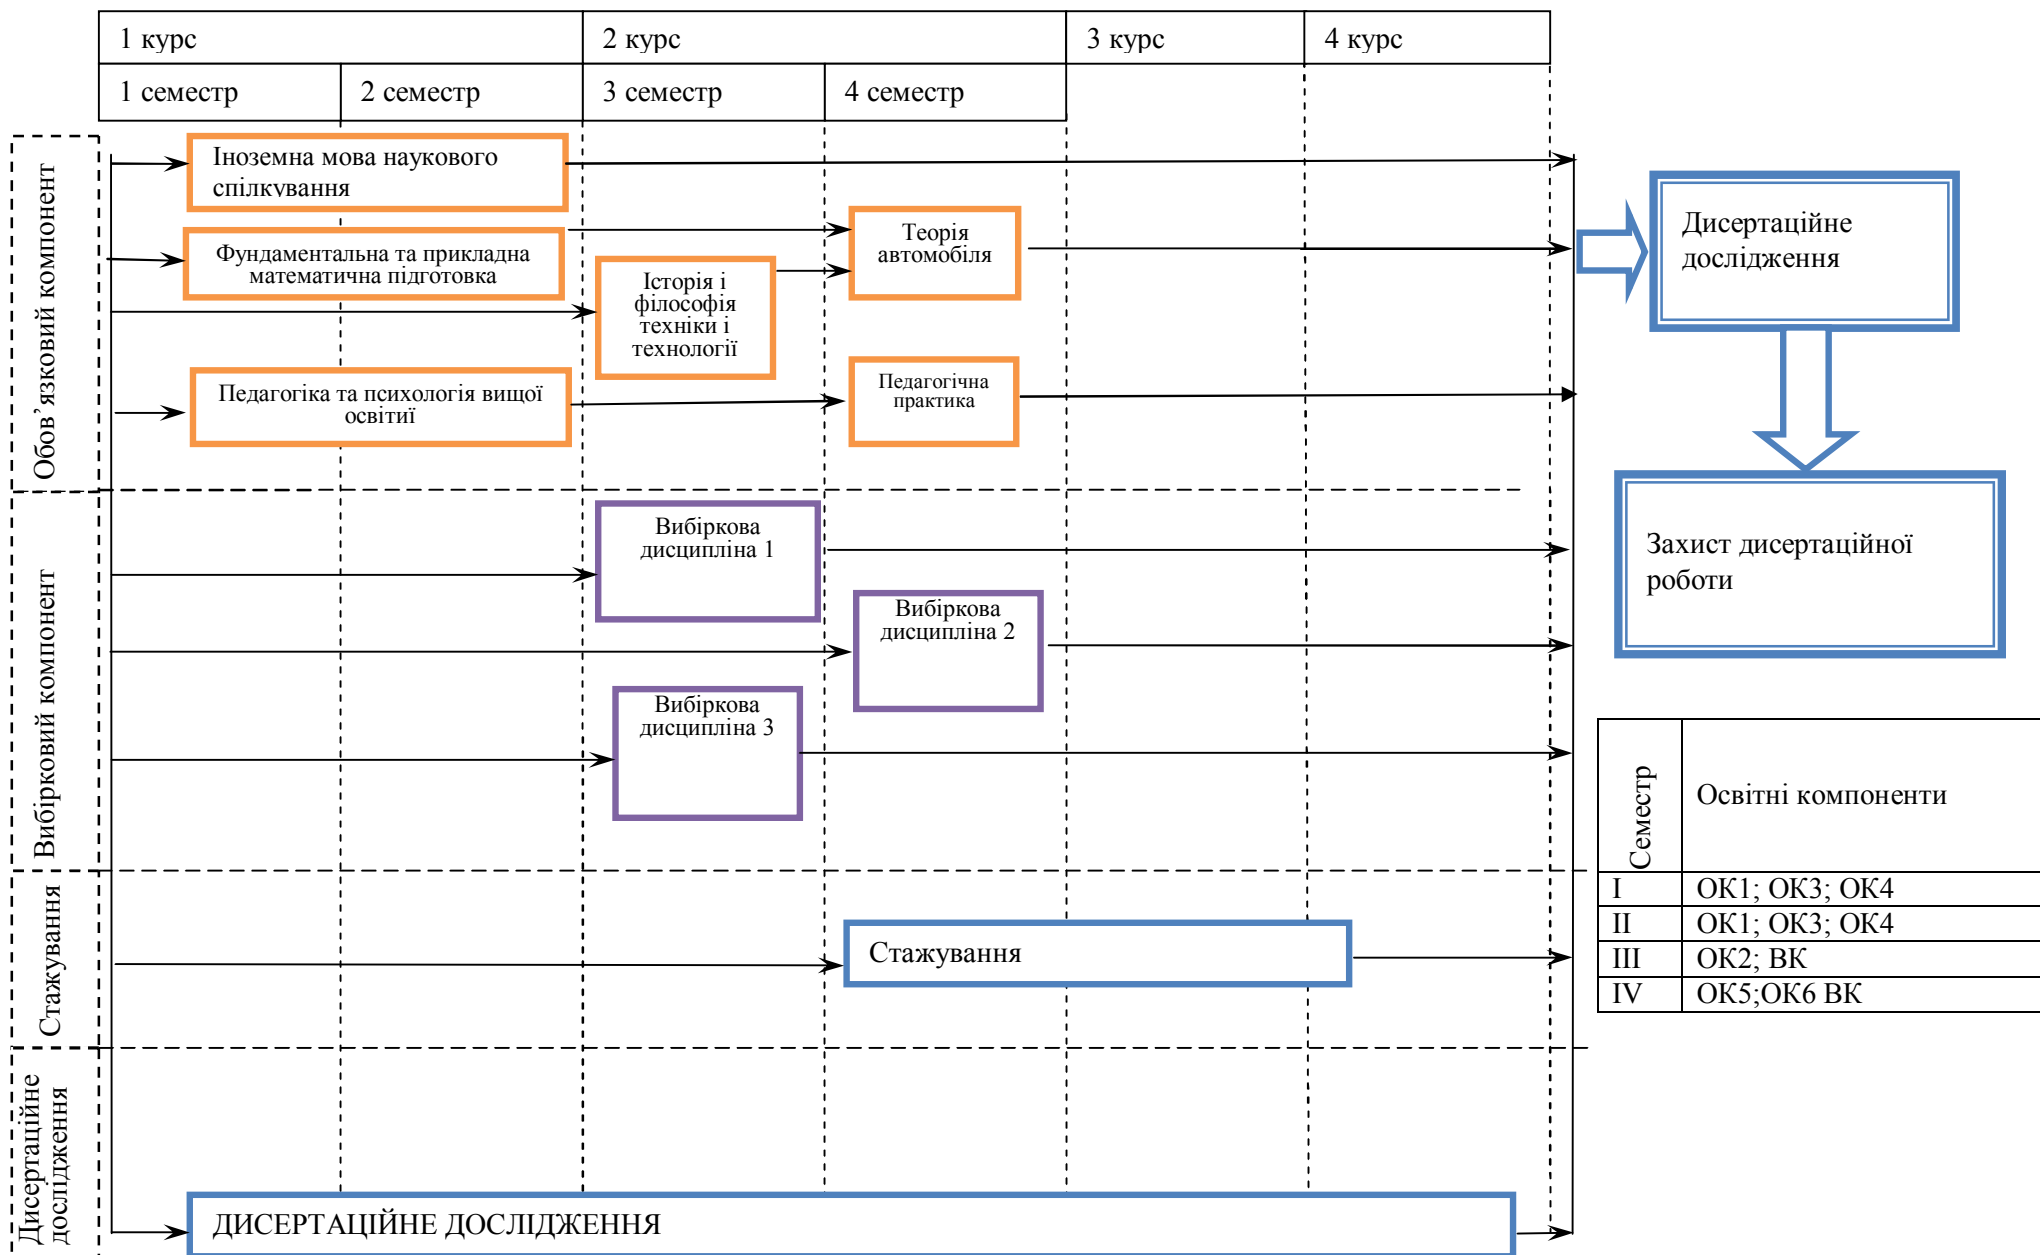 1 курс
2 курс
3 курс
4 курс
1 семестр
2 семестр
3 семестр
4 семестр
Обов’язковий компонент
Іноземна мова наукового
спілкування
Фундаментальна та прикладна
математична підготовка
Історія і
філософія
техніки і
технології
Теорія
автомобіля
Педагогіка та психологія вищої
освітиї
Педагогічна
практика
Дисертаційне
дослідження
Захист дисертаційної
роботи
Вибірковий компонент
Вибіркова
дисципліна 1
Вибіркова
дисципліна 2
Вибіркова
дисципліна 3
Стажування
Стажування
Дисертаційне
дослідження
ДИСЕРТАЦІЙНЕ ДОСЛІДЖЕННЯ
Семестр
Освітні компоненти
I
ОК1; ОК3; ОК4
II
ОК1; ОК3; ОК4
III
ОК2; ВК
IV
ОК5;ОК6 ВК